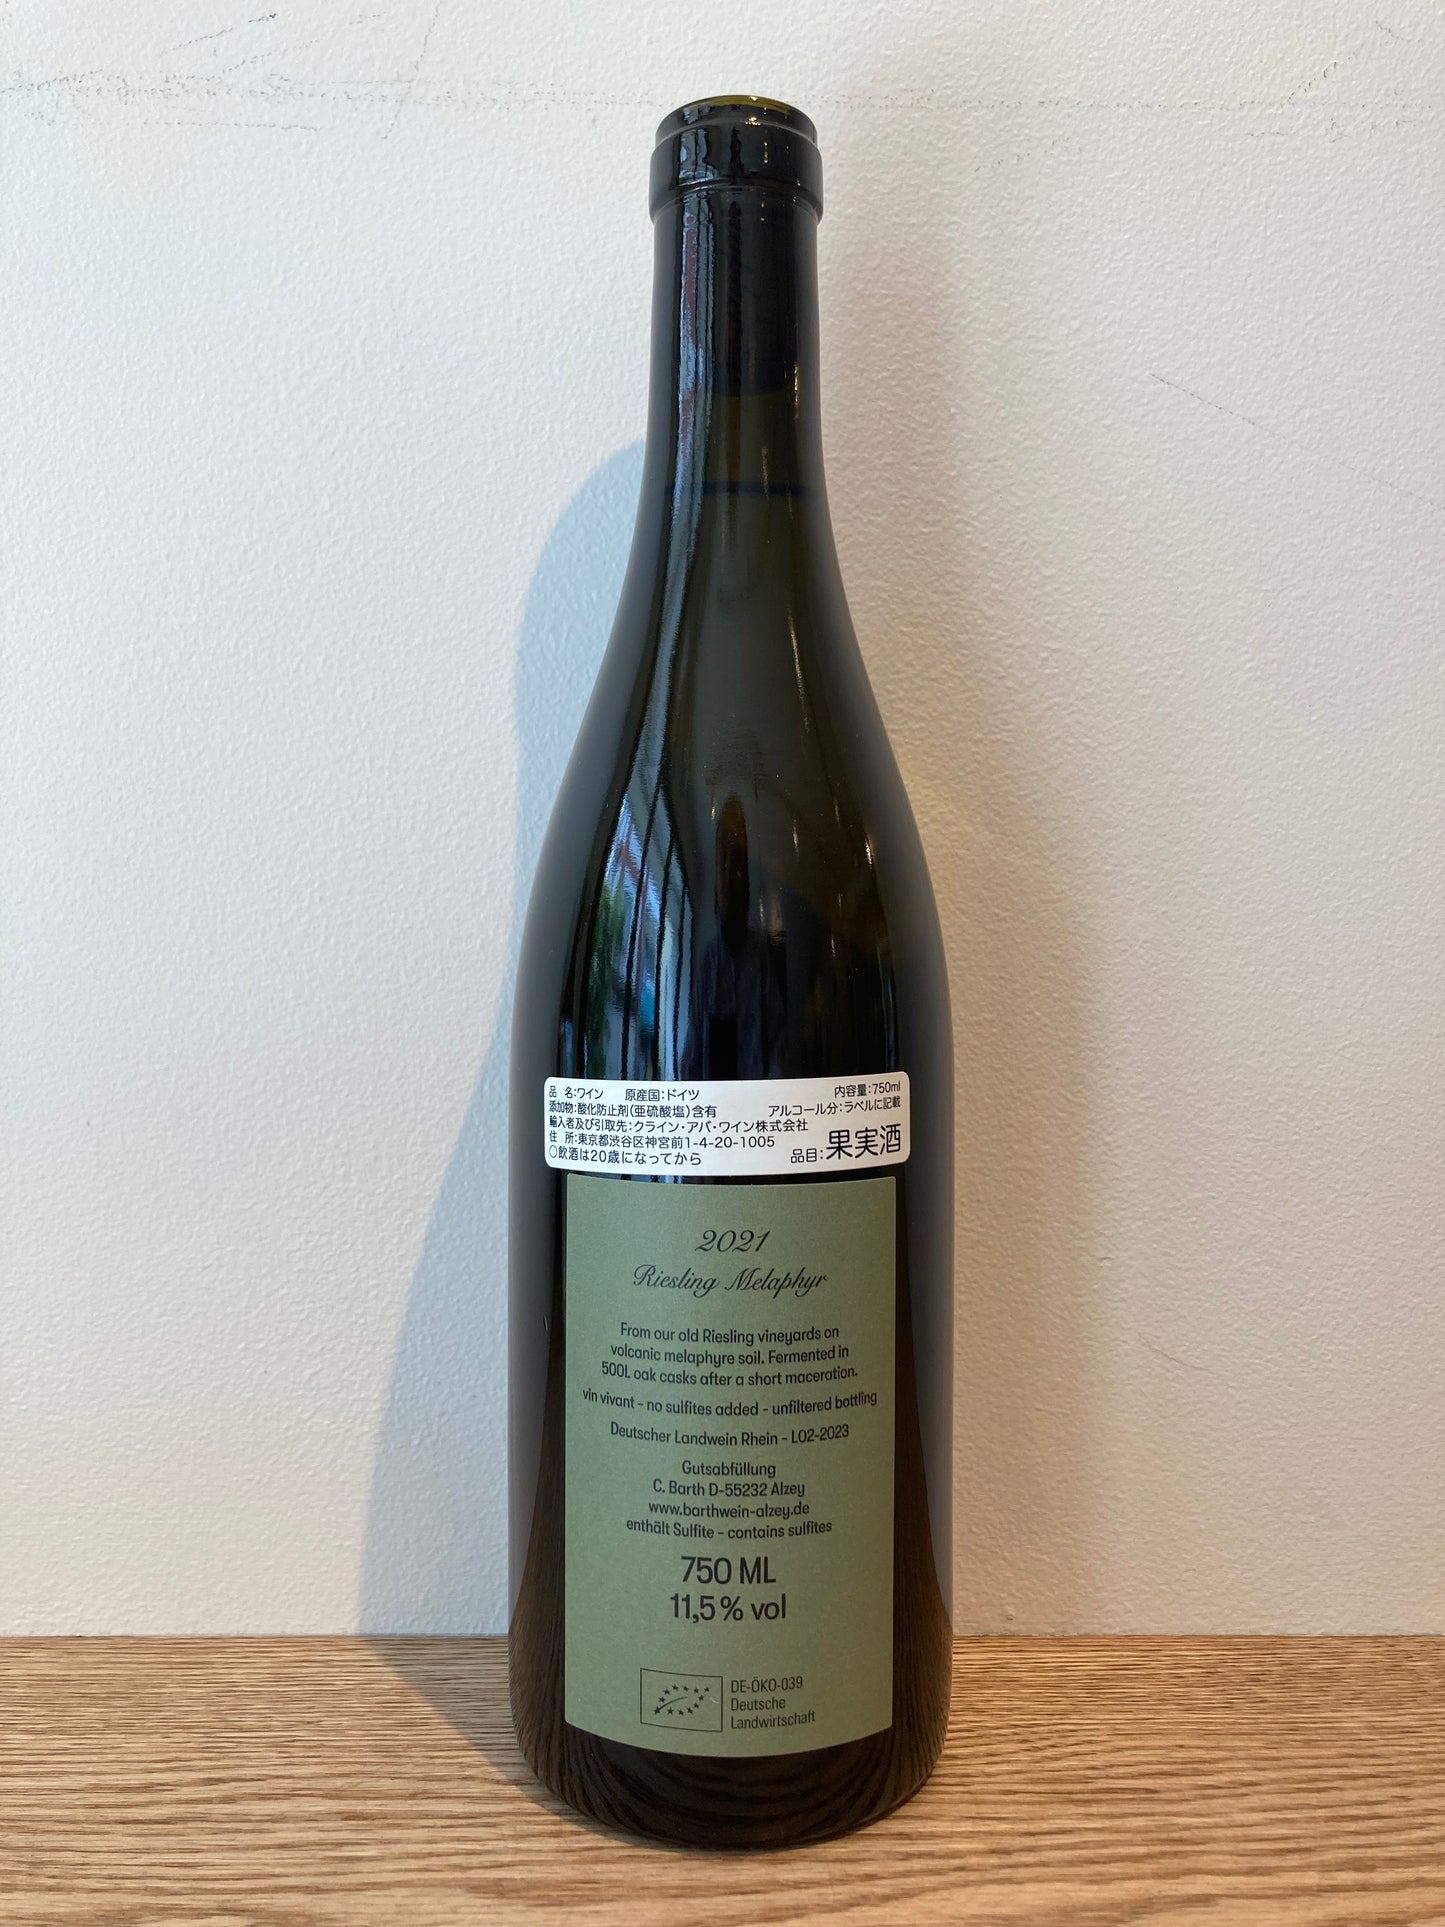 品 名:ワイン 原産国:ドイツ 内容量:750ml
添加物:酸化防止剤(亜硫酸塩)含有 アルコール分:ラベルに記載
輸入者及び引取先:クライン・アバ・ワイン株式会社
住 所:東京都渋谷区神宮前1-4-20-1005
○飲酒は20歳になってから 品目:果実酒
2021
Riesling Melaphyr
From our old Riesling vineyards on
volcanic melaphyre soil. Fermented in
500L oak casks after a short maceration.
vin vivant - no sulfites added - unfiltered bottling
Deutscher Landwein Rhein - L02-2023
Gutsabfüllung
C. Barth D-55232 Alzey
www.barthwein-alzey.de
enthält Sulfite - contains sulfites
750 ML
11,5% vol
DE-ÖKO-039
Deutsche
Landwirtschaft